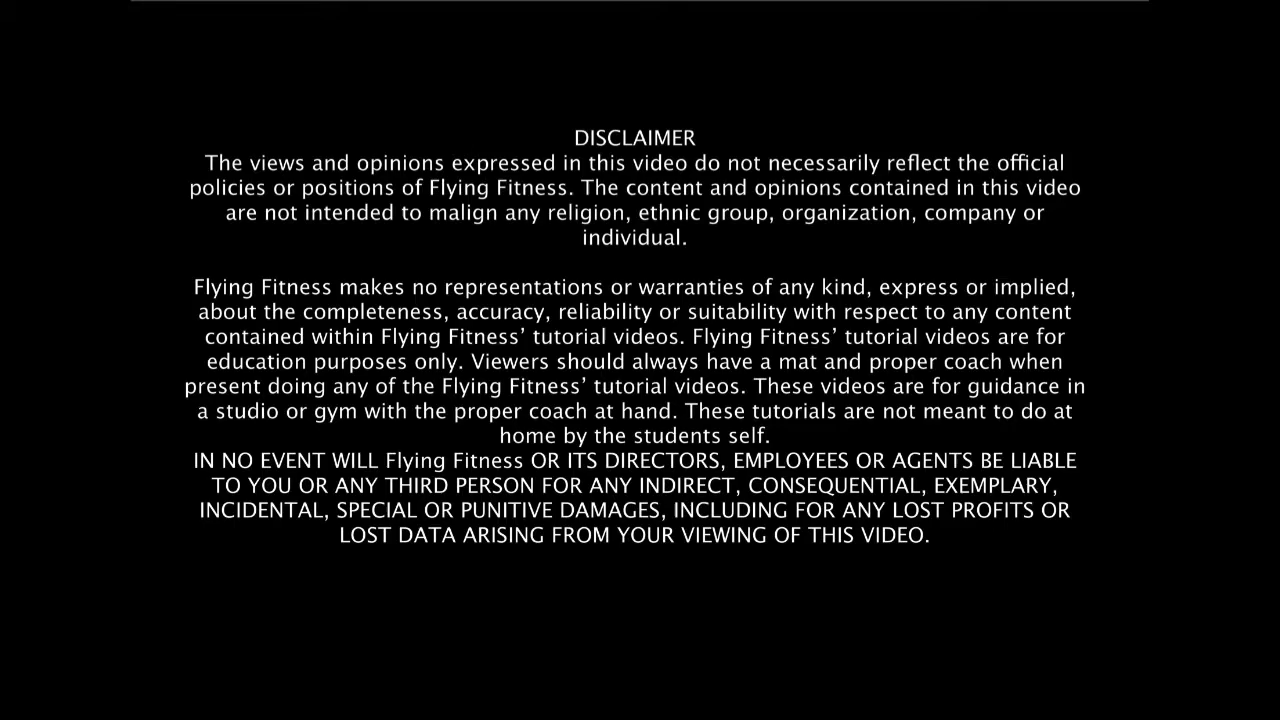 DISCLAIMER
The views and opinions expressed in this video do not necessarily reflect the official
policies or positions of Flying Fitness. The content and opinions contained in this video
are not intended to malign any religion, ethnic group, organization, company or
individual.
Flying Fitness makes no representations or warranties of any kind, express or implied,
about the completeness, accuracy, reliability or suitability with respect to any content
contained within Flying Fitness’ tutorial videos. Flying Fitness’ tutorial videos are for
education purposes only. Viewers should always have a mat and proper coach when
present doing any of the Flying Fitness’ tutorial videos. These videos are for guidance in
a studio or gym with the proper coach at hand. These tutorials are not meant to do at
home by the students self.
IN NO EVENT WILL Flying Fitness OR ITS DIRECTORS, EMPLOYEES OR AGENTS BE LIABLE
TO YOU OR ANY THIRD PERSON FOR ANY INDIRECT, CONSEQUENTIAL, EXEMPLARY,
INCIDENTAL, SPECIAL OR PUNITIVE DAMAGES, INCLUDING FOR ANY LOST PROFITS OR
LOST DATA ARISING FROM YOUR VIEWING OF THIS VIDEO.